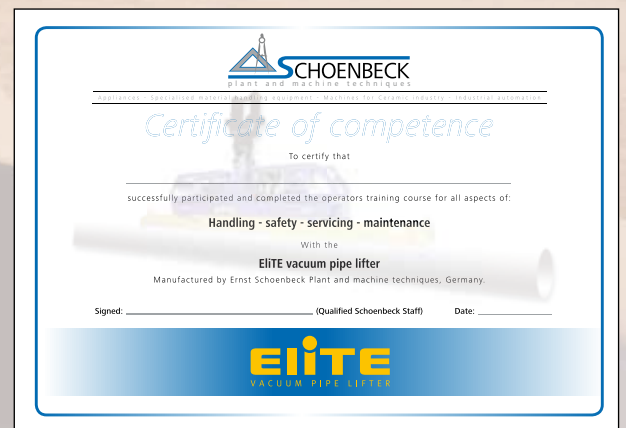 SCHOENBECK
plant and machine techniques
Appliances - Specialised material handling equipment - Machines for Ceramic industry - Industrial automation
Certificate of competence
To certify that
successfully participated and completed the operators training course for all aspects of:
Handling - safety - servicing - maintenance
With the
EliTE vacuum pipe lifter
Manufactured by Ernst Schoenbeck Plant and machine techniques, Germany.
Signed: (Qualified Schoenbeck Staff) Date:
EliTE
VACUUM PIPE LIFTER